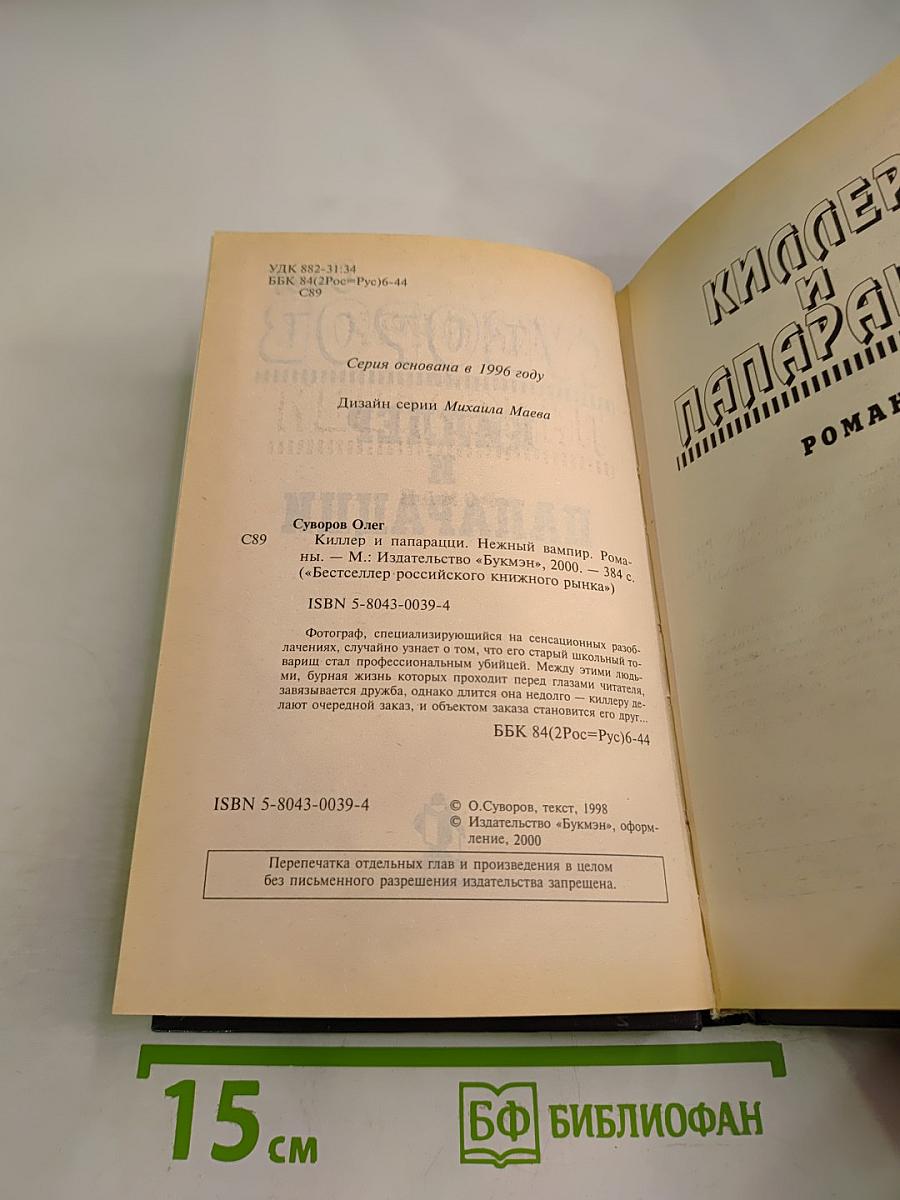 УДК 882-31:34
ББК 84(2Рос=Рус)6-44
С89
Серия основана в 1996 году
Дизайн серии Михаила Маева
Суворов Олег
С89 Киллер и папарацци. Нежный вампир. Рома-
ны. — М.: Издательство «Букмэн», 2000. — 384 с.
(«Бестселлер российского книжного рынка»)
ISBN 5-8043-0039-4
Фотограф, специализирующийся на сенсационных разоб-
лачениях, случайно узнает о том, что его старый школьный то-
варищ стал профессиональным убийцей. Между этими людь-
ми, бурная жизнь которых проходит перед глазами читателя,
завязывается дружба, однако длится она недолго — киллеру де-
лают очередной заказ, и объектом заказа становится его друг...
ББК 84(2Рос=Рус)6-44
ISBN 5-8043-0039-4
© О.Суворов, текст, 1998
© Издательство «Букмэн», оформ-
ление, 2000
Перепечатка отдельных глав и произведения в целом
без письменного разрешения издательства запрещена.
КИЛЛЕР
И
ПАПАРА
РОМАН
15 см
БФ БИБЛИОФАН